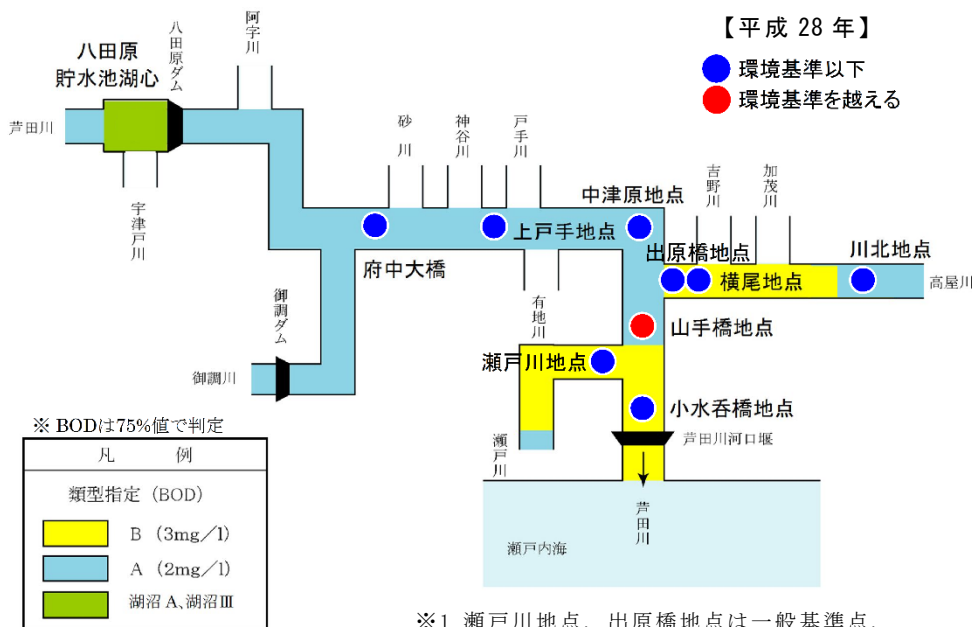 【平成 28 年】
環境基準以下
環境基準を越える
八田原
貯水池湖心
八田原ダム
阿字川
芦田川
宇津戸川
砂川
神谷川
戸手川
中津原地点
吉野川
加茂川
上戸手地点
出原橋地点
川北地点
府中大橋
横尾地点
高屋川
御調ダム
有地川
山手橋地点
瀬戸川地点
御調川
小水呑橋地点
※ BODは75%値で判定
芦田川河口堰
瀬戸川
凡 例
類型指定 (BOD)
B (3mg/l)
A (2mg/l)
湖沼 A、湖沼Ⅲ
芦田川
瀬戸内海
※1 瀬戸川地点、出原橋地点は一般基準点、